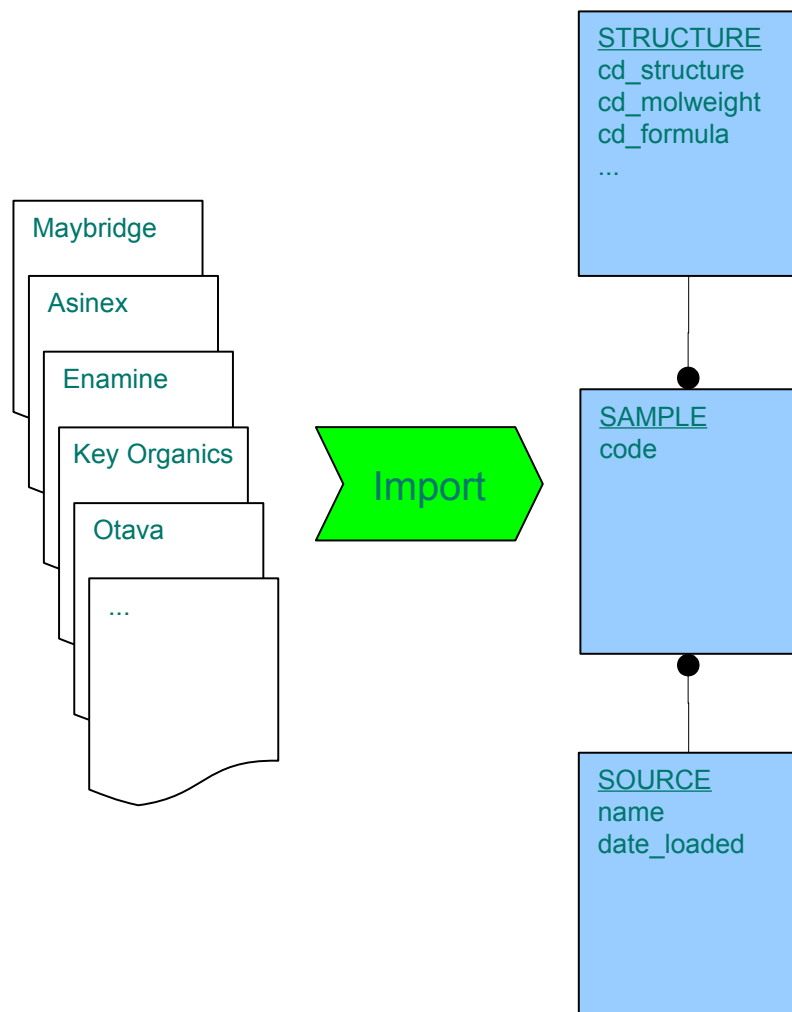 Maybridge
Asinex
Enamine
Key Organics
Otava
...
Import
STRUCTURE
cd_structure
cd_molweight
cd_formula
...
SAMPLE
code
SOURCE
name
date_loaded